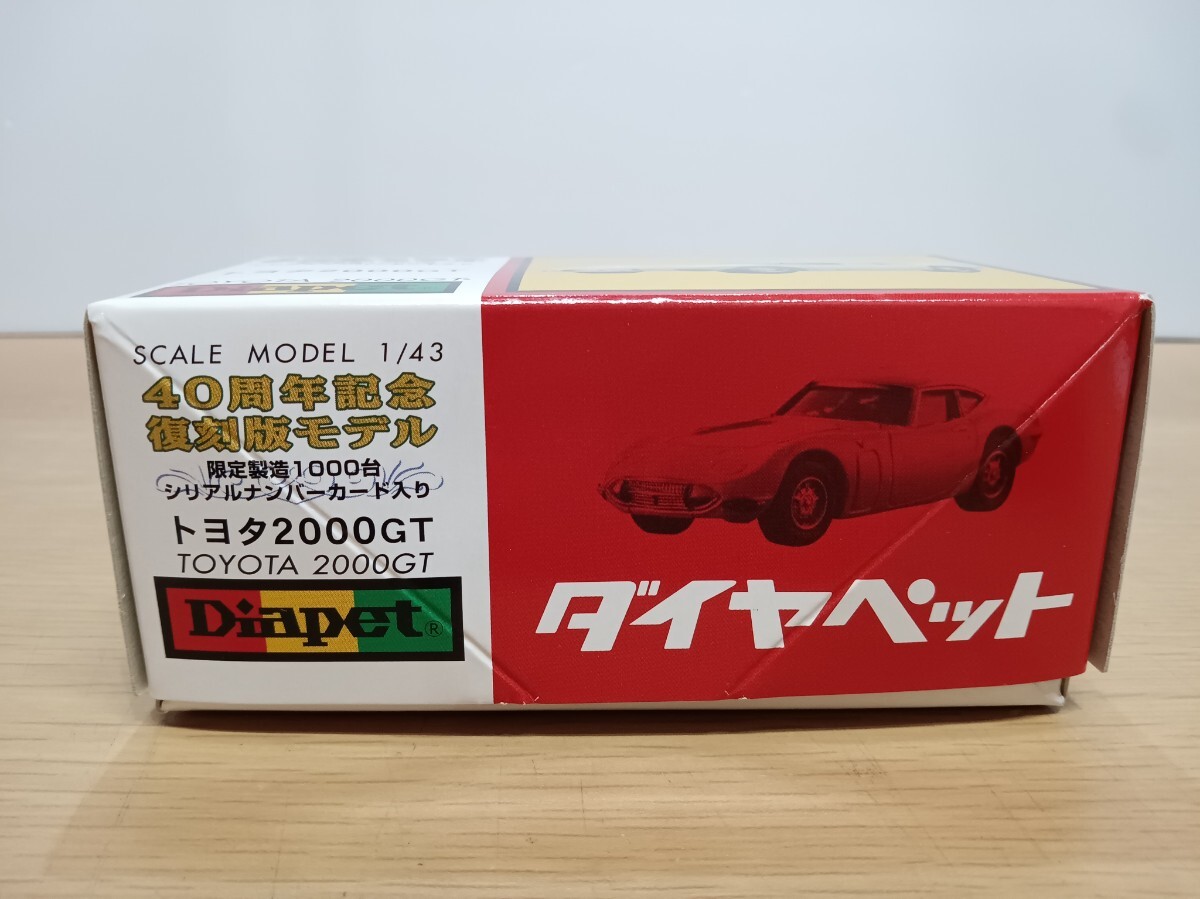 SCALE MODEL 1/43
40周年記念
復刻版モデル
限定製造1000台
シリアルナンバーカード入り
トヨタ2000GT
TOYOTA 2000GT
Diapet®
ダイヤペット